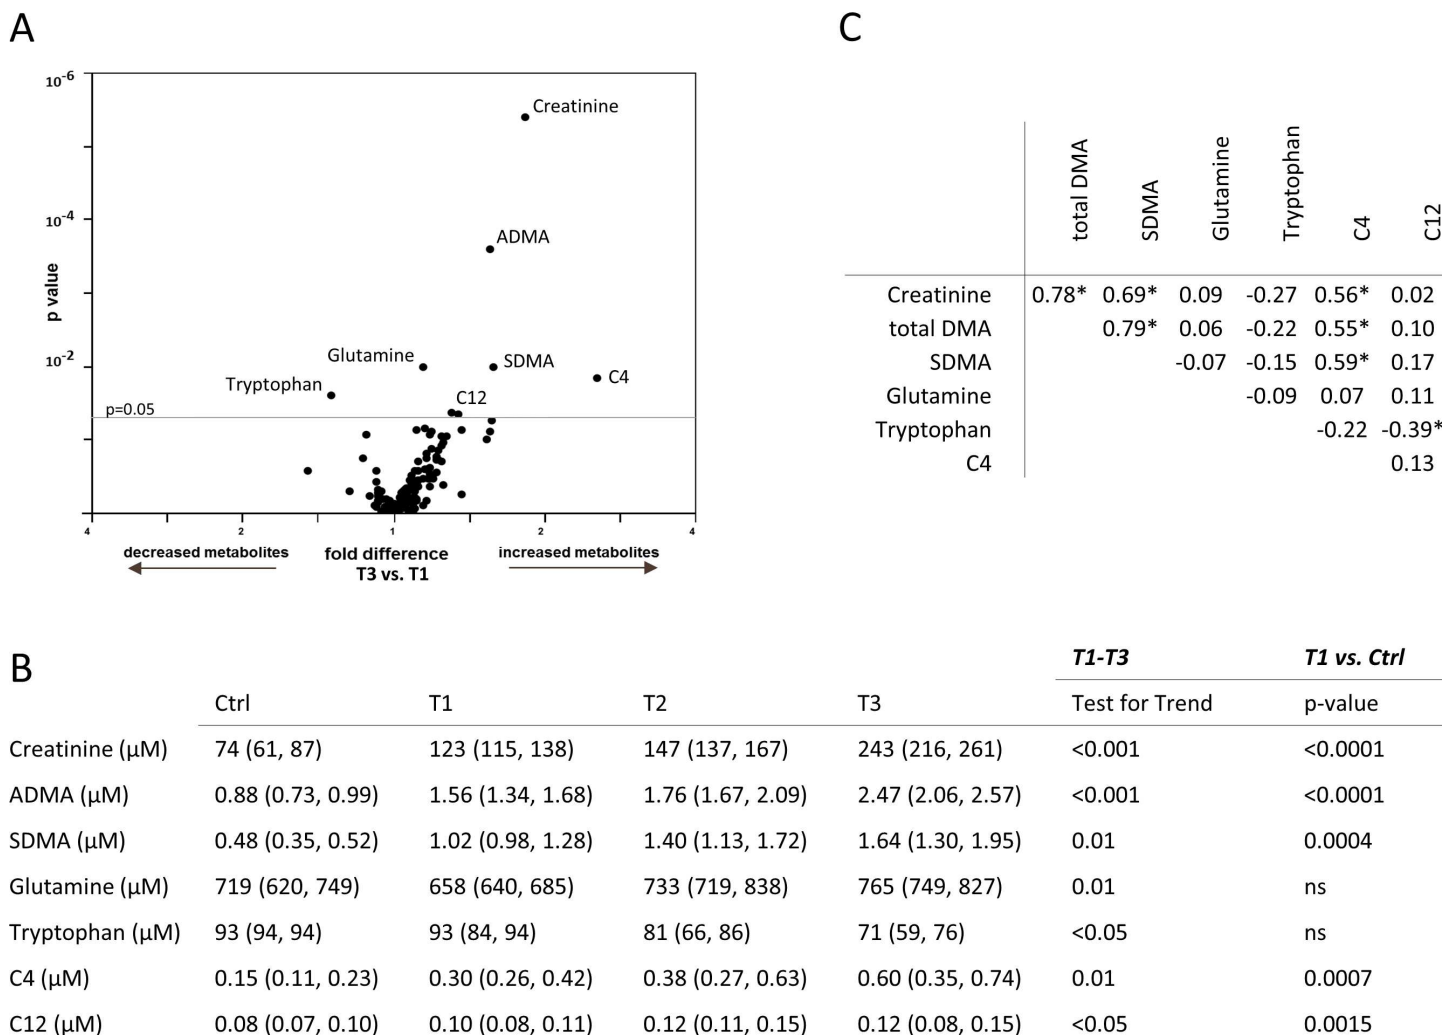 A
10-6
10-4
10-2
p value
Creatinine
ADMA
Glutamine
SDMA
C4
Tryptophan
C12
p=0.05
4 2 1 2 4
decreased metabolites fold difference increased metabolites
T3 vs. T1
C
total DMA SDMA Glutamine Tryptophan C4 C12
Creatinine 0.78* 0.69* 0.09 -0.27 0.56* 0.02
total DMA 0.79* 0.06 -0.22 0.55* 0.10
SDMA -0.07 -0.15 0.59* 0.17
Glutamine -0.09 0.07 0.11
Tryptophan -0.22 -0.39*
C4 0.13
B
T1-T3 T1 vs. Ctrl
Ctrl T1 T2 T3 Test for Trend p-value
Creatinine (µM) 74 (61, 87) 123 (115, 138) 147 (137, 167) 243 (216, 261) <0.001 <0.0001
ADMA (µM) 0.88 (0.73, 0.99) 1.56 (1.34, 1.68) 1.76 (1.67, 2.09) 2.47 (2.06, 2.57) <0.001 <0.0001
SDMA (µM) 0.48 (0.35, 0.52) 1.02 (0.98, 1.28) 1.40 (1.13, 1.72) 1.64 (1.30, 1.95) 0.01 0.0004
Glutamine (µM) 719 (620, 749) 658 (640, 685) 733 (719, 838) 765 (749, 827) 0.01 ns
Tryptophan (µM) 93 (94, 94) 93 (84, 94) 81 (66, 86) 71 (59, 76) <0.05 ns
C4 (µM) 0.15 (0.11, 0.23) 0.30 (0.26, 0.42) 0.38 (0.27, 0.63) 0.60 (0.35, 0.74) 0.01 0.0007
C12 (µM) 0.08 (0.07, 0.10) 0.10 (0.08, 0.11) 0.12 (0.11, 0.15) 0.12 (0.08, 0.15) <0.05 0.0015